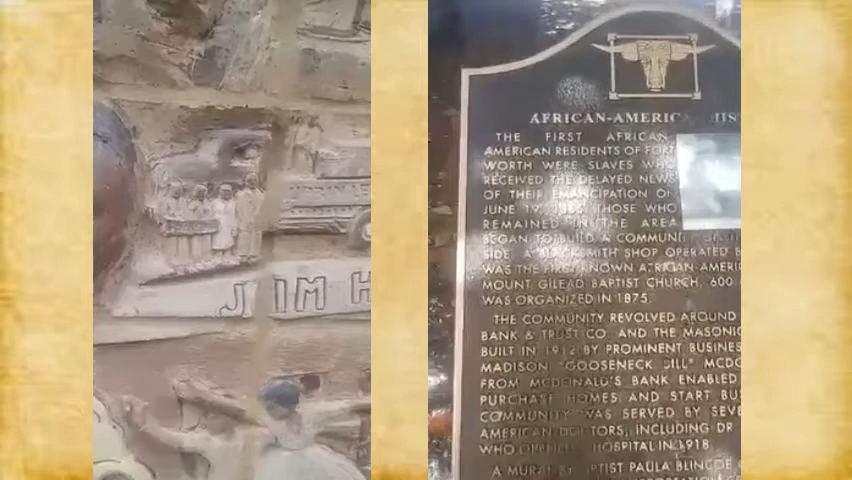 JIM H
AFRICAN-AMERICA HIS
THE FIRST AFRICAN
AMERICAN RESIDENTS OF FORT
WORTH WERE SLAVES WHO
RECEIVED THE DELAYED NEWS
OF THEIR EMANCIPATION ON
JUNE 19, THOSE WHO
REMAINED IN THE AREA
BEGAN TO BUILD A COMMUNITY
SIDE. A BLACKSMITH SHOP OPERATED B
WAS THE FIRST KNOWN AFRICAN-AMERIC
MOUNT GILEAD BAPTIST CHURCH, 600
WAS ORGANIZED IN 1875.
THE COMMUNITY REVOLVED AROUND
BANK & TRUST CO. AND THE MASONIC
BUILT IN 1912 BY PROMINENT BUSINES
MADISON "GOOSENECK BILL" MCDO
FROM MCDONALD'S BANK ENABLED
PURCHASE HOMES AND START BUS
COMMUNITY WAS SERVED BY SEVE
AMERICAN DOCTORS, INCLUDING DR
WHO OPENED HOSPITAL IN 1918.
A MURAL BY ARTIST PAULA BLINCOE